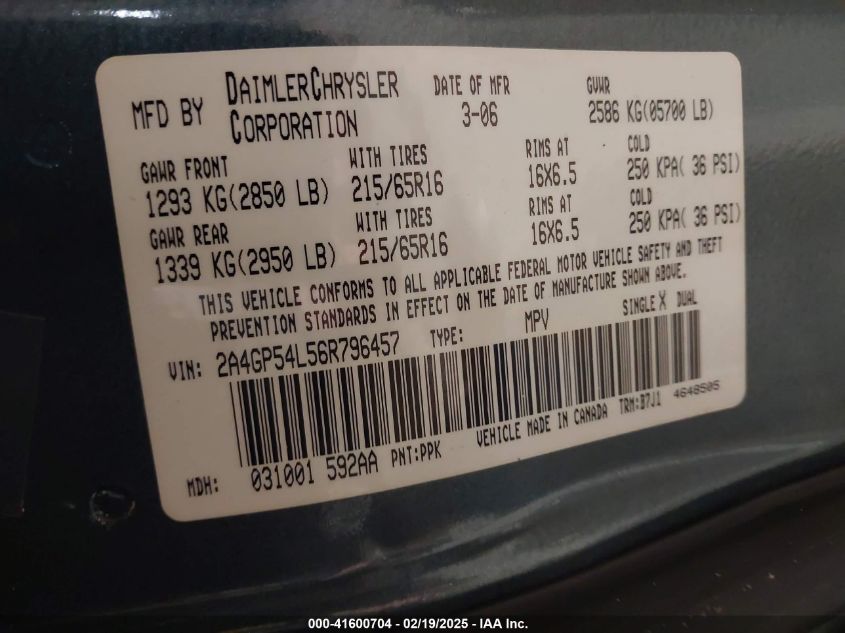 MFD BY DAIMLERCHRYSLER CORPORATION DATE OF MFR 3-06 GVWR 2586 KG(05700 LB)
GAWR FRONT WITH TIRES RIMS AT COLD
1293 KG(2850 LB) 215/65R16 16X6.5 250 KPA( 36 PSI)
GAWR REAR WITH TIRES RIMS AT COLD
1339 KG(2950 LB) 215/65R16 16X6.5 250 KPA( 36 PSI)
THIS VEHICLE CONFORMS TO ALL APPLICABLE FEDERAL MOTOR VEHICLE SAFETY AND THEFT
PREVENTION STANDARDS IN EFFECT ON THE DATE OF MANUFACTURE SHOWN ABOVE.
VIN: 2A4GP54L56R796457 TYPE: MPV SINGLE X DUAL
MDH: 031001 592AA PNT:PPK VEHICLE MADE IN CANADA TRM:B7J1 4648505
000-41600704 - 02/19/2025 - IAA Inc.